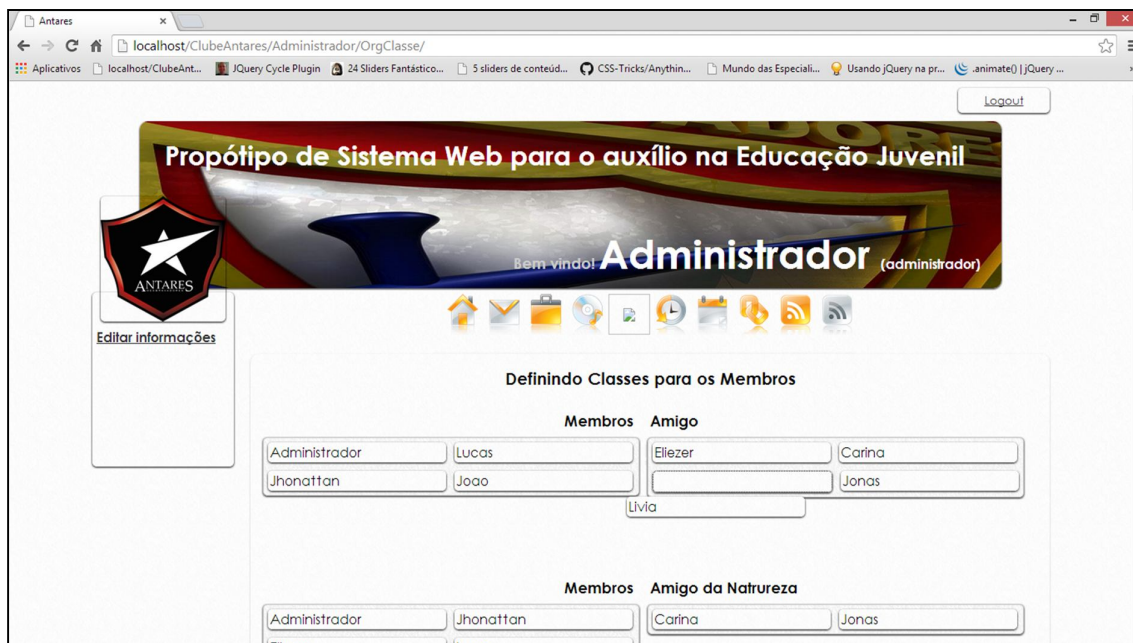 Antares
localhost/ClubeAntares/Administrador/OrgClasse/
Aplicativos localhost/ClubeAnt... JQuery Cycle Plugin 24 Sliders Fantástico... 5 sliders de conteúd... CSS-Tricks/Anythin... Mundo das Especiali... Usando jQuery na pr... .animate() | jQuery ...
Logout
ADORES
Propótipo de Sistema Web para o auxílio na Educação Juvenil
Bem vindo! Administrador (administrador)
ANTARES
Editar informações
Definindo Classes para os Membros
Membros Amigo
Administrador Lucas Eliezer Carina
Jhonattan Joao Jonas
Livia
Membros Amigo da Natrureza
Administrador Jhonattan Carina Jonas